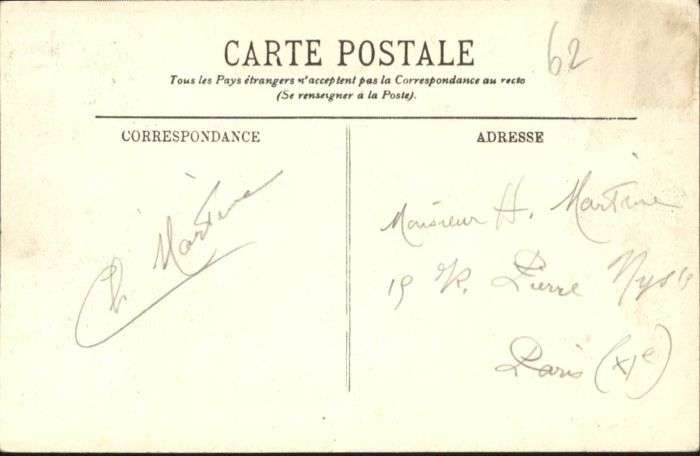 CARTE POSTALE
62
Tous les Pays étrangers n'acceptent pas la Correspondance au recto
(Se renseigner a la Poste).
CORRESPONDANCE
ADRESSE
Ch Martine
Monsieur H. Martine
19 R. Pierre Nys
Paris (XIe)